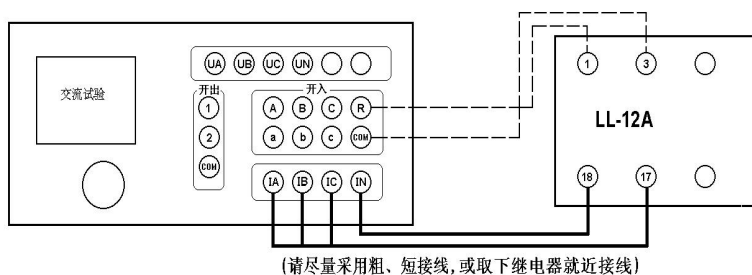 UA UB UC UN
开出 开入
1 3
交流试验
1 A B C R
LL-12A
2 a b c COM
COM
IA IB IC IN
18 17
(请尽量采用粗、短接线,或取下继电器就近接线)